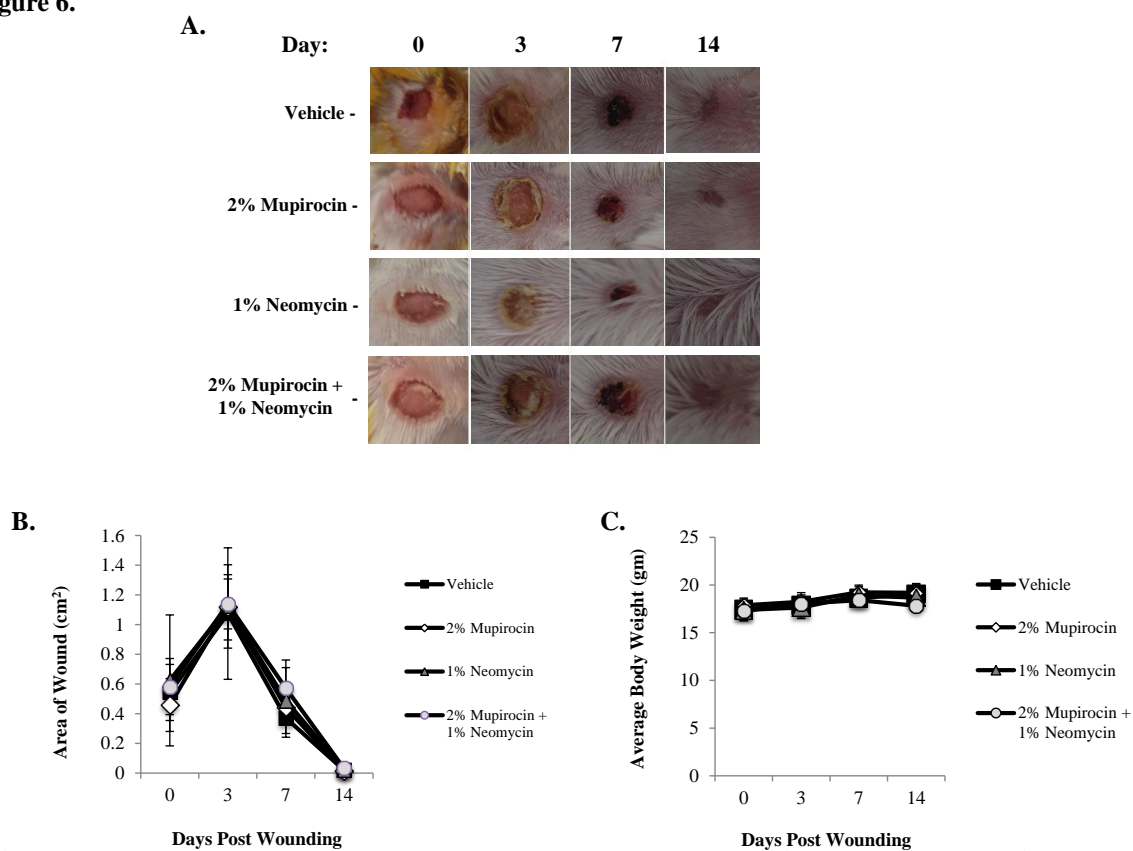 gure 6.
A.
Day: 0 3 7 14
Vehicle -
2% Mupirocin -
1% Neomycin -
2% Mupirocin +
1% Neomycin -
B.
Area of Wound (cm²)
1.6
1.4
1.2
1
0.8
0.6
0.4
0.2
0
0 3 7 14
Days Post Wounding
Vehicle
2% Mupirocin
1% Neomycin
2% Mupirocin +
1% Neomycin
C.
Average Body Weight (gm)
25
20
15
10
5
0
0 3 7 14
Days Post Wounding
Vehicle
2% Mupirocin
1% Neomycin
2% Mupirocin +
1% Neomycin